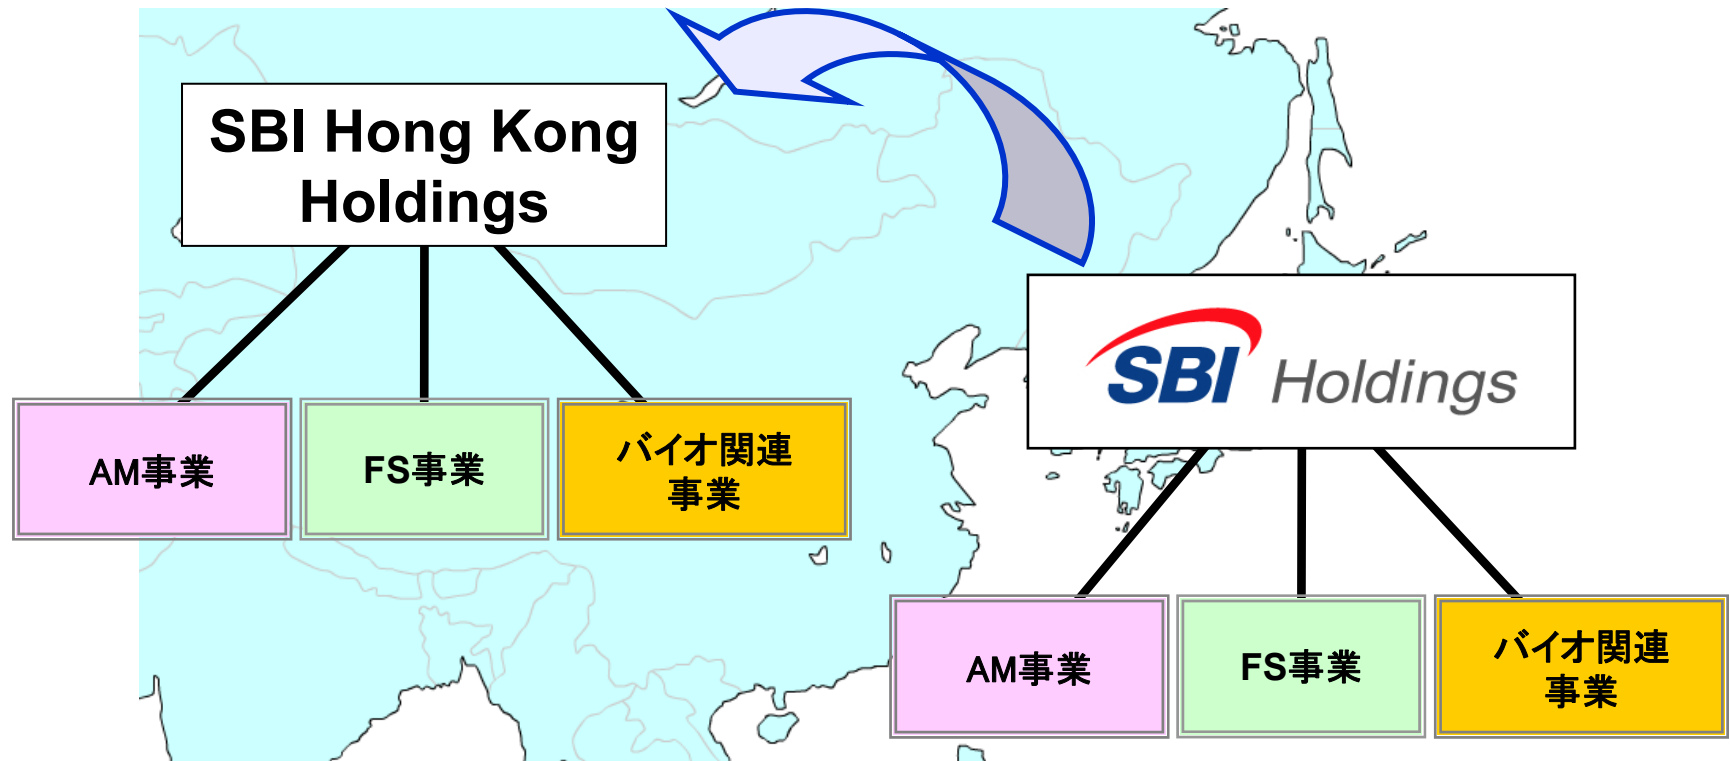 SBI Hong Kong
Holdings
AM事業
FS事業
バイオ関連
事業
SBI Holdings
AM事業
FS事業
バイオ関連
事業